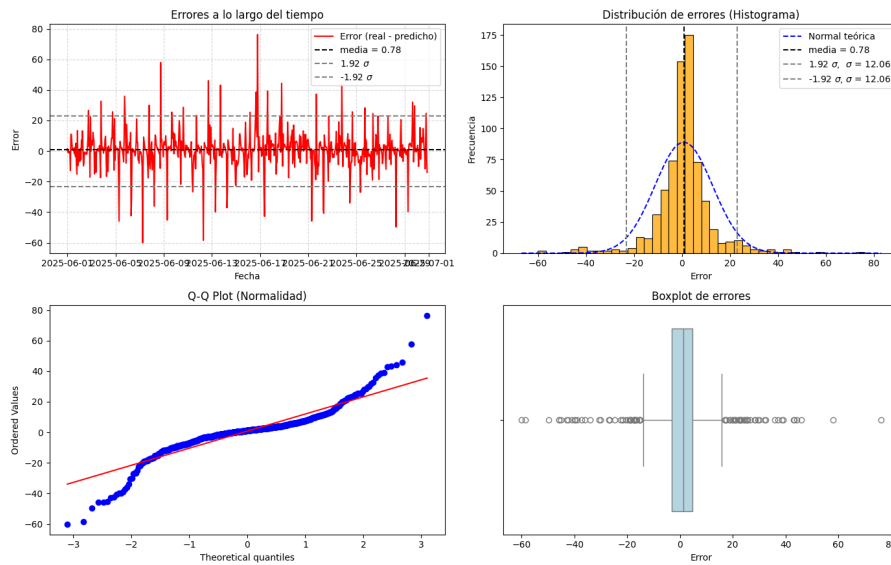 Errores a lo largo del tiempo
Error
80
60
40
20
0
−20
−40
−60
Error (real - predicho)
media = 0.78
1.92 σ
-1.92 σ
2025-06-01
2025-06-05
2025-06-09
2025-06-13
2025-06-17
2025-06-21
2025-06-25
2025-06-29
2025-07-01
Fecha
Distribución de errores (Histograma)
Frecuencia
175
150
125
100
75
50
25
0
Normal teórica
media = 0.78
1.92 σ, σ = 12.06
-1.92 σ, σ = 12.06
−60
−40
−20
0
20
40
60
80
Error
Q-Q Plot (Normalidad)
Ordered Values
80
60
40
20
0
−20
−40
−60
−3
−2
−1
0
1
2
3
Theoretical quantiles
Boxplot de errores
−60
−40
−20
0
20
40
60
80
Error